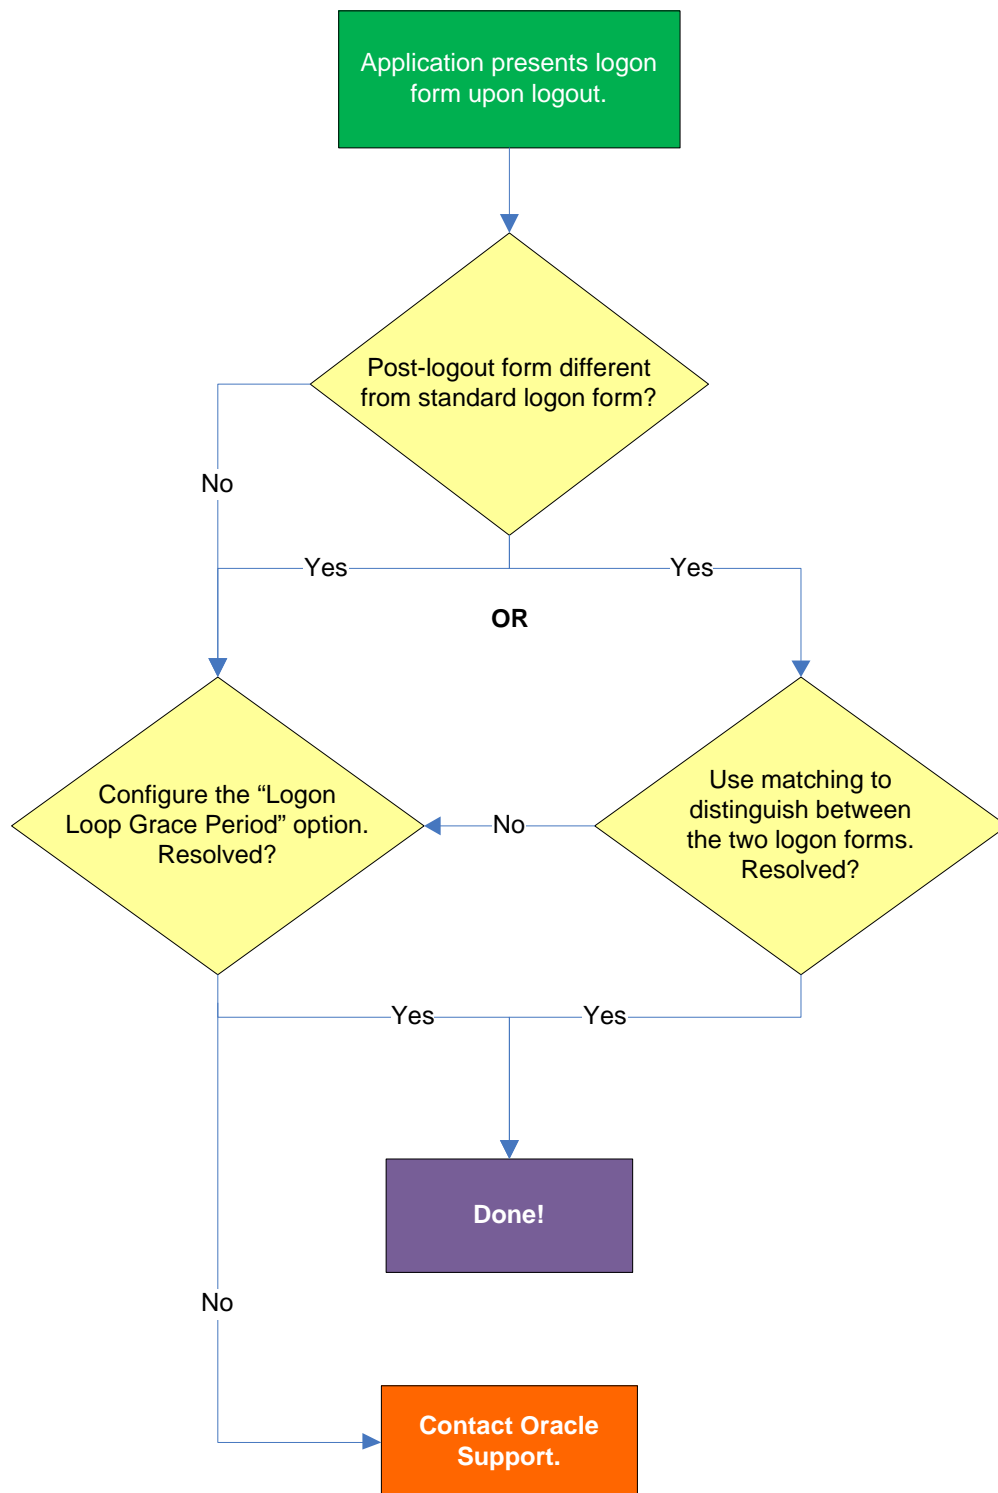 Application presents logon
form upon logout.
Post-logout form different
from standard logon form?
No
Yes
Yes
OR
Configure the “Logon
Loop Grace Period” option.
Resolved?
No
Use matching to
distinguish between
the two logon forms.
Resolved?
Yes
Yes
Done!
No
Contact Oracle
Support.